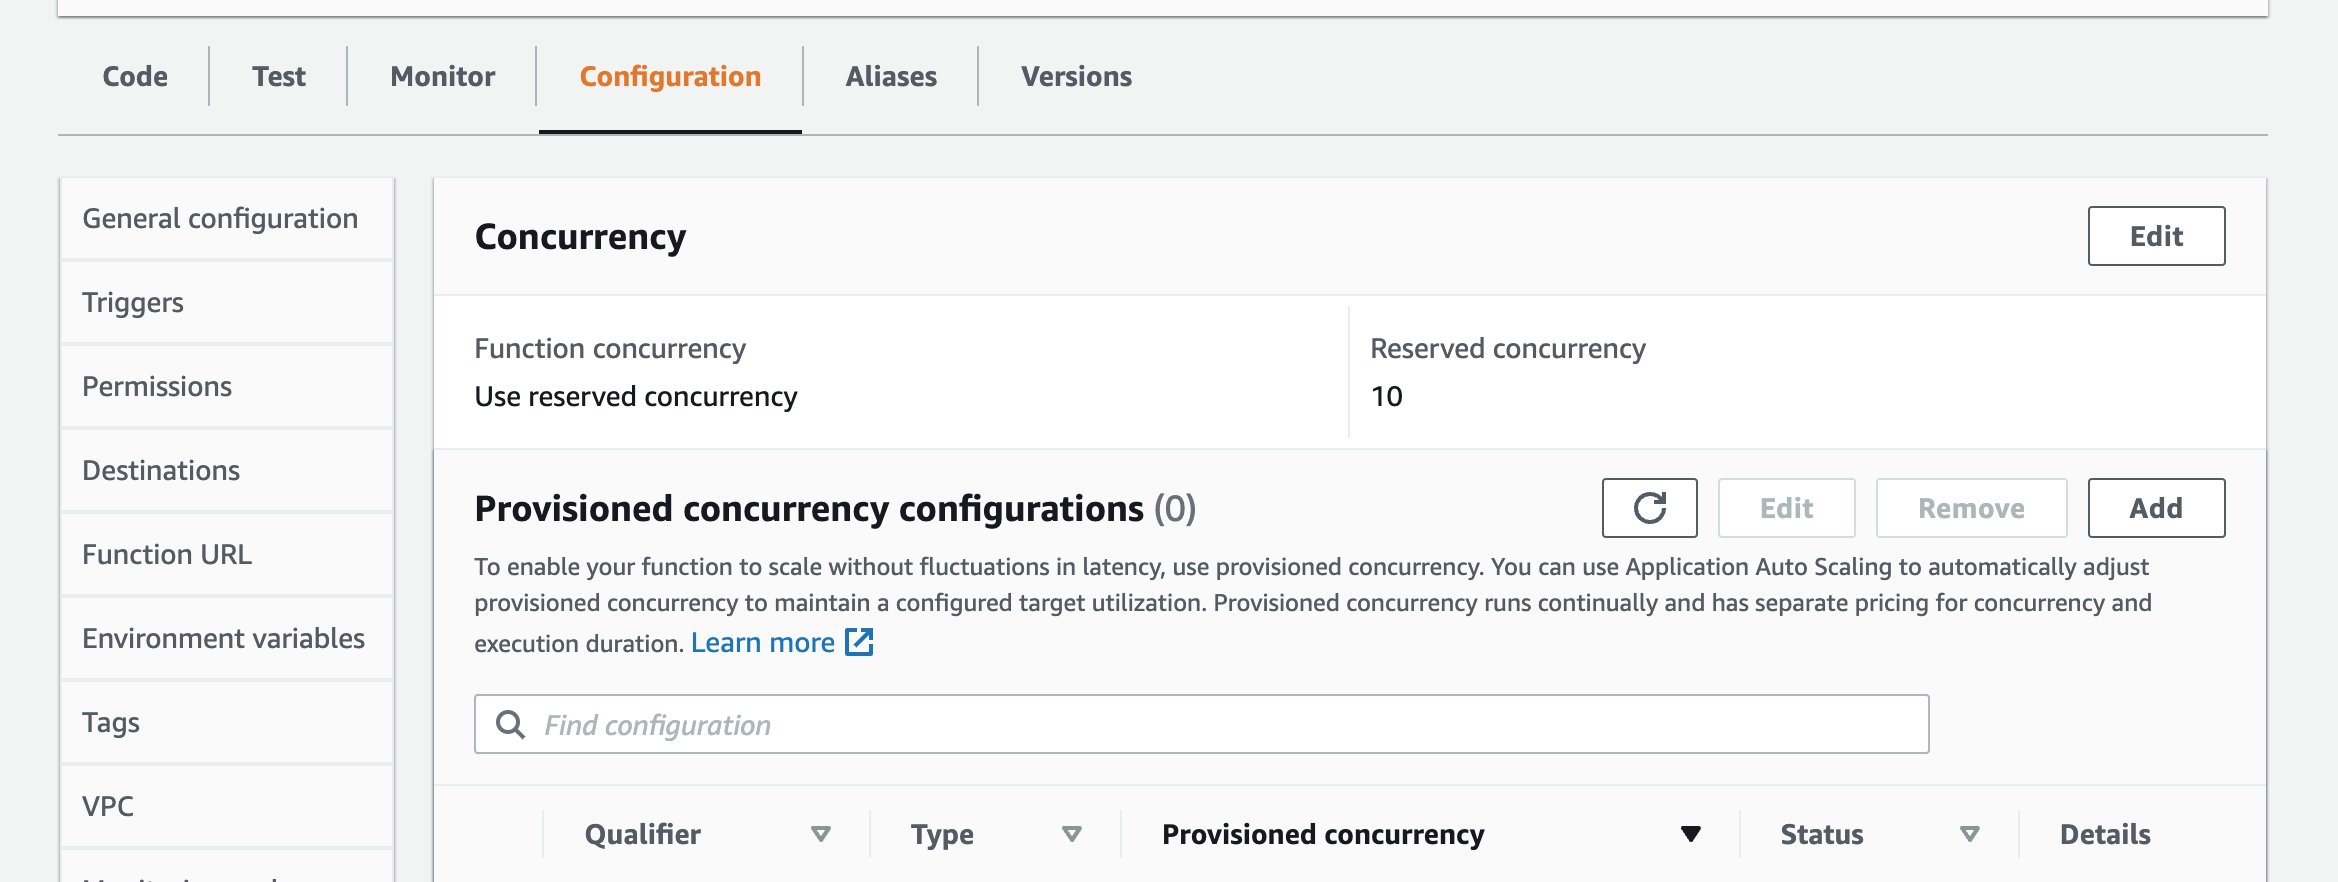 Code
Test
Monitor
Configuration
Aliases
Versions
General configuration
Triggers
Permissions
Destinations
Function URL
Environment variables
Tags
VPC
Concurrency
Edit
Function concurrency
Use reserved concurrency
Reserved concurrency
10
Provisioned concurrency configurations (0)
Edit
Remove
Add
To enable your function to scale without fluctuations in latency, use provisioned concurrency. You can use Application Auto Scaling to automatically adjust
provisioned concurrency to maintain a configured target utilization. Provisioned concurrency runs continually and has separate pricing for concurrency and
execution duration. Learn more
Find configuration
Qualifier
Type
Provisioned concurrency
Status
Details